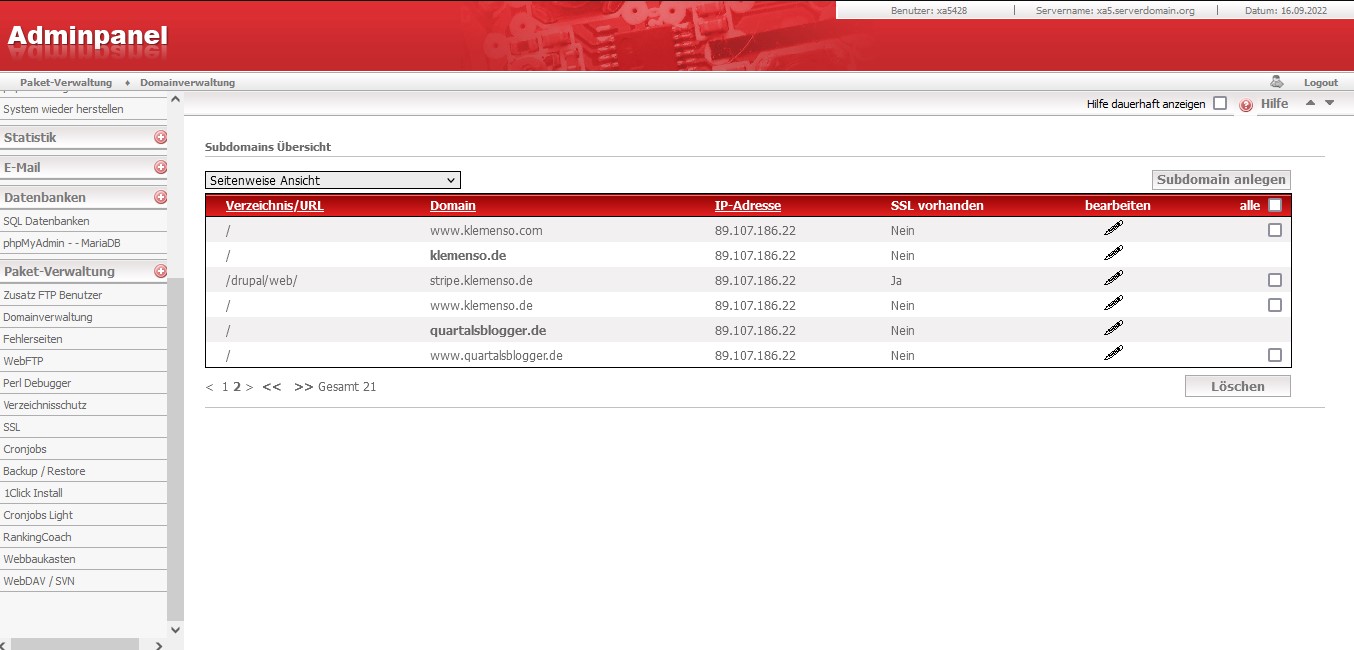 Benutzer: xa5428 | Servername: xa5.serverdomain.org | Datum: 16.09.2022
Adminpanel
Paket-Verwaltung ♦ Domainverwaltung Logout
Hilfe dauerhaft anzeigen Hilfe
System wieder herstellen
Statistik
E-Mail
Datenbanken
SQL Datenbanken
phpMyAdmin - - MariaDB
Paket-Verwaltung
Zusatz FTP Benutzer
Domainverwaltung
Fehlerseiten
WebFTP
Perl Debugger
Verzeichnisschutz
SSL
Cronjobs
Backup / Restore
1Click Install
Cronjobs Light
RankingCoach
Webbaukasten
WebDAV / SVN
Subdomains Übersicht
Seitenweise Ansicht Subdomain anlegen
Verzeichnis/URL Domain IP-Adresse SSL vorhanden bearbeiten alle
/ www.klemenso.com 89.107.186.22 Nein
/ klemenso.de 89.107.186.22 Nein
/drupal/web/ stripe.klemenso.de 89.107.186.22 Ja
/ www.klemenso.de 89.107.186.22 Nein
/ quartalsblogger.de 89.107.186.22 Nein
/ www.quartalsblogger.de 89.107.186.22 Nein
< 1 2 > << >> Gesamt 21 Löschen